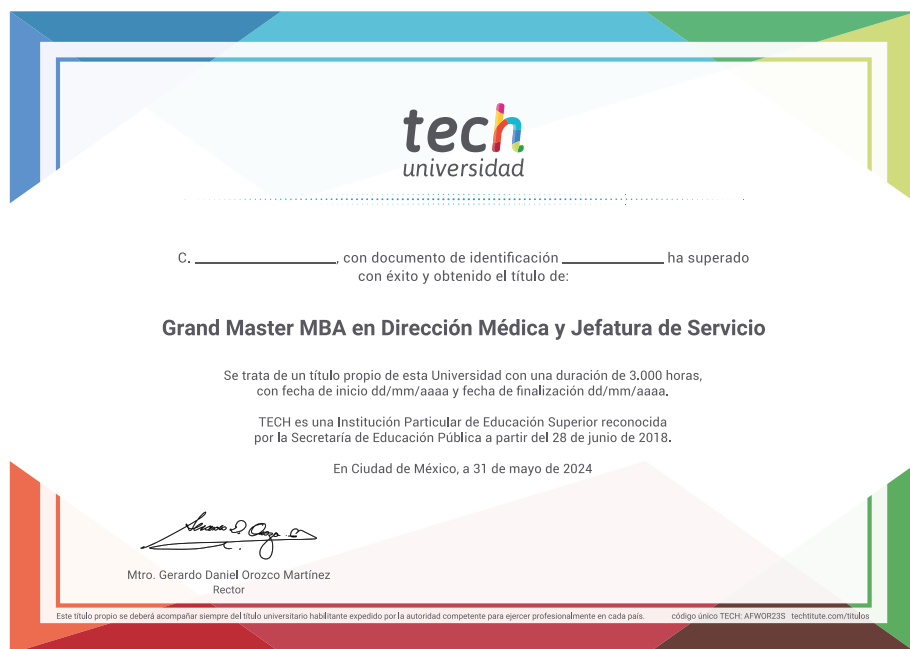 tech
universidad
C. ____________, con documento de identificación ____________ ha superado
con éxito y obtenido el título de:
Grand Master MBA en Dirección Médica y Jefatura de Servicio
Se trata de un título propio de esta Universidad con una duración de 3.000 horas,
con fecha de inicio dd/mm/aaaa y fecha de finalización dd/mm/aaaa.
TECH es una Institución Particular de Educación Superior reconocida
por la Secretaría de Educación Pública a partir del 28 de junio de 2018.
En Ciudad de México, a 31 de mayo de 2024
Mtro. Gerardo Daniel Orozco Martínez
Rector
Este título propio se deberá acompañar siempre del título universitario habilitante expedido por la autoridad competente para ejercer profesionalmente en cada país. código único TECH: AFWOR23S techtitute.com/titulos